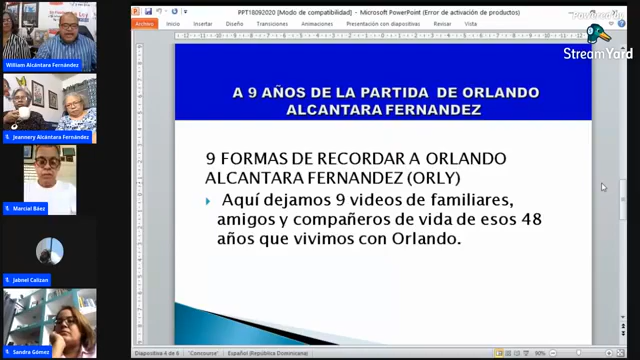 PPT18092020 [Modo de compatibilidad] - Microsoft PowerPoint (Error de activación de productos)
Archivo Inicio Insertar Diseño Transiciones Animaciones Presentación con diapositivas Revisar Vista
StreamYard
A 9 AÑOS DE LA PARTIDA DE ORLANDO
ALCANTARA FERNANDEZ
9 FORMAS DE RECORDAR A ORLANDO
ALCANTARA FERNANDEZ (ORLY)
Aquí dejamos 9 videos de familiares,
amigos y compañeros de vida de esos 48
años que vivimos con Orlando.
William Alcántara Fernández
Jeannery Alcántara Fernández
Marcial Báez
Jabnel Calizan
Sandra Gómez
Diapositiva 4 de 6 "Concourse" Español (República Dominicana) 90%